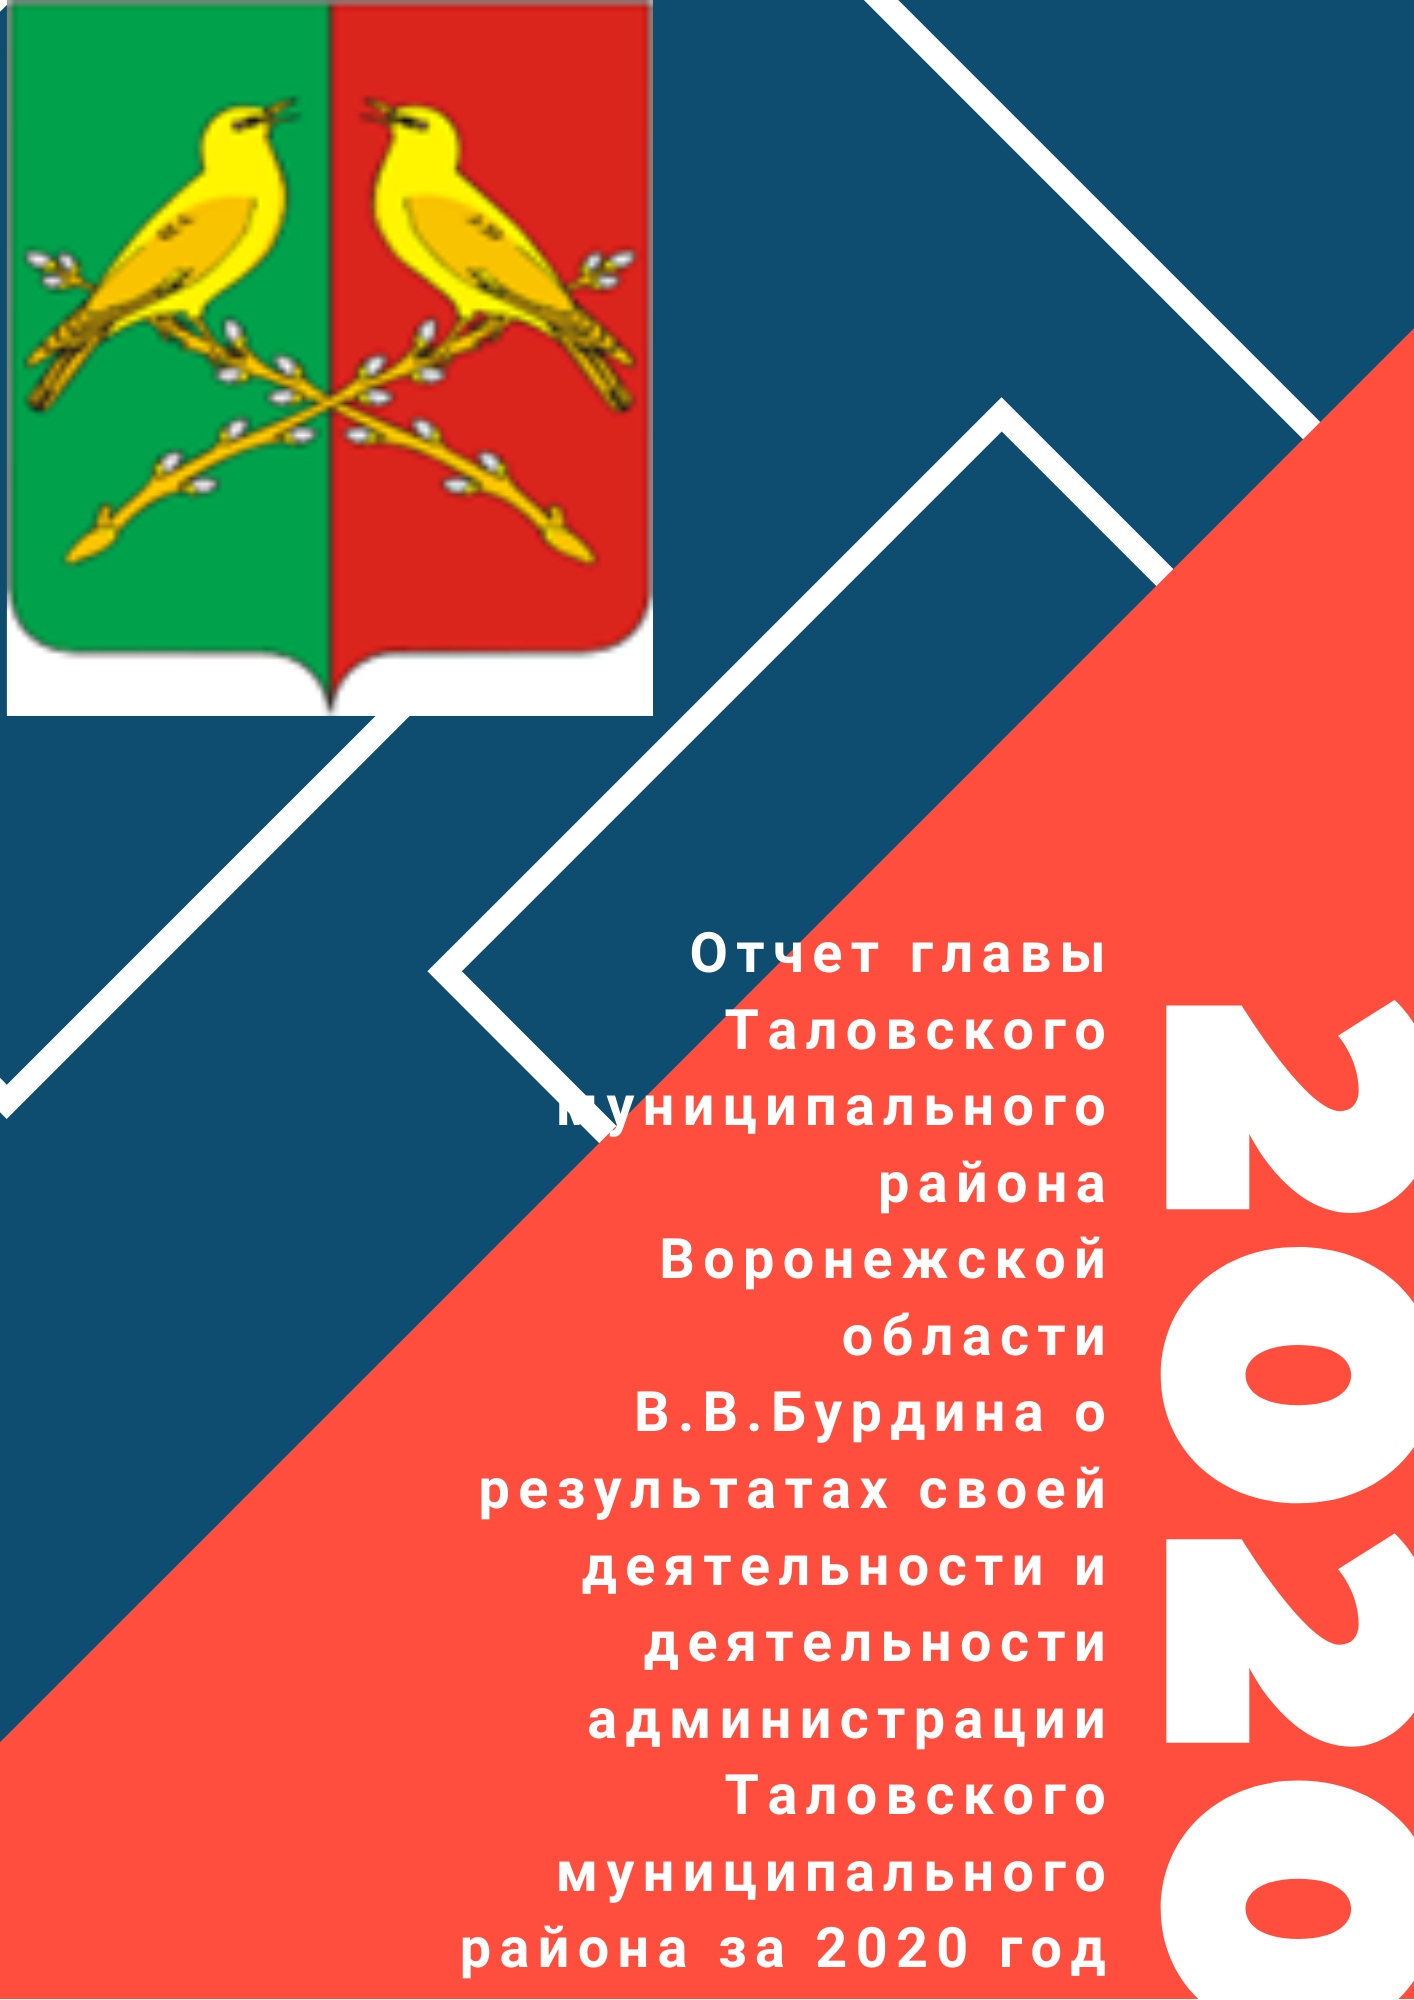 Отчет главы
Таловского
муниципального
района
Воронежской
области
В.В.Бурдина о
результатах своей
деятельности и
деятельности
администрации
Таловского
муниципального
района за 2020 год
2020